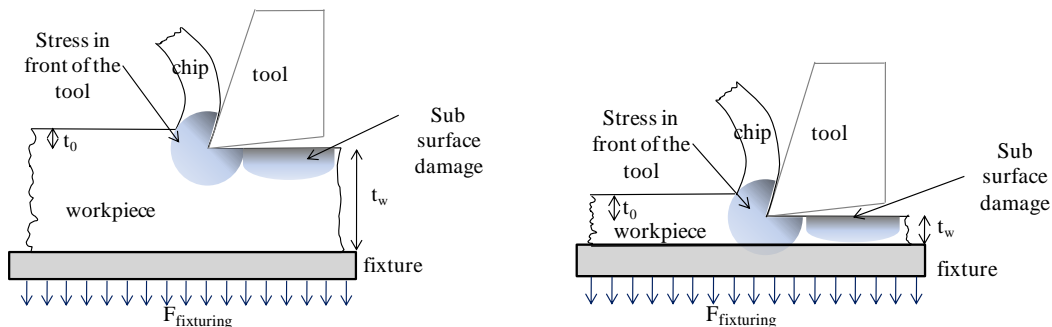 Stress in
front of the
tool
chip
tool
t0
Sub
surface
damage
tw
workpiece
fixture
Ffixturing
Stress in
front of the
tool
chip
tool
Sub
surface
damage
t0
workpiece
tw
fixture
Ffixturing